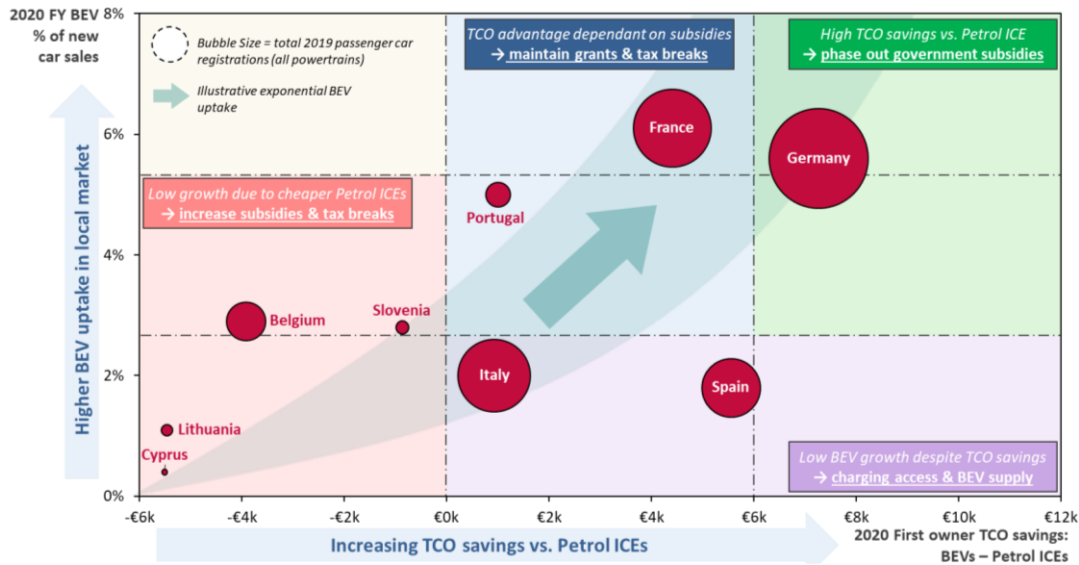 2020 FY BEV
% of new
car sales
8%
6%
4%
2%
0%
Higher BEV uptake in local market
Bubble Size = total 2019 passenger car
registrations (all powertrains)
Illustrative exponential BEV
uptake
TCO advantage dependant on subsidies
→ maintain grants & tax breaks
High TCO savings vs. Petrol ICE
→ phase out government subsidies
Low growth due to cheaper Petrol ICEs
→ increase subsidies & tax breaks
France
Germany
Portugal
Belgium
Slovenia
Italy
Spain
Lithuania
Cyprus
Low BEV growth despite TCO savings
→ charging access & BEV supply
-€6k
-€4k
-€2k
€0k
€2k
€4k
€6k
€8k
€10k
€12k
Increasing TCO savings vs. Petrol ICEs
2020 First owner TCO savings:
BEVs – Petrol ICEs